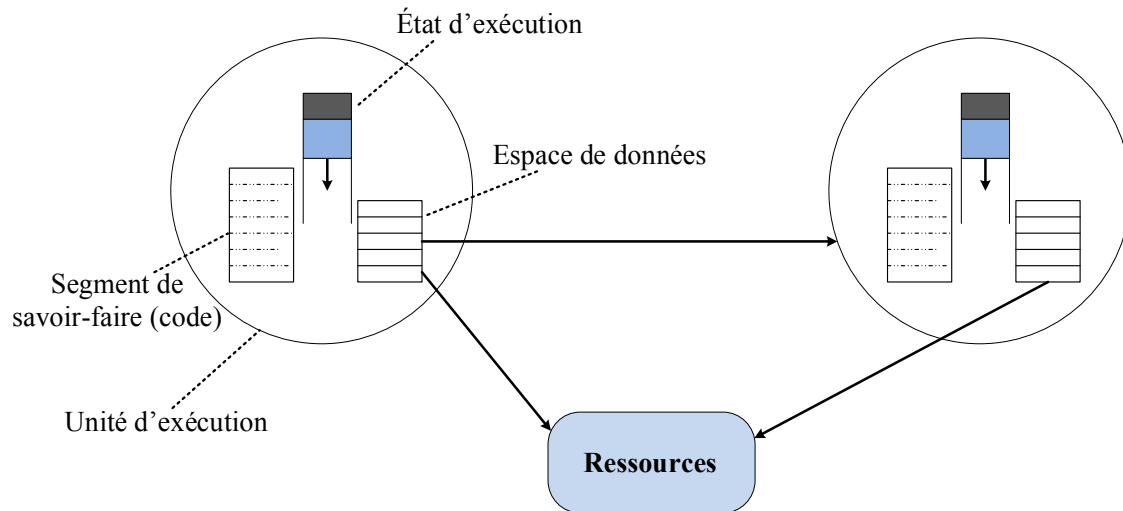 État d’exécution
Espace de données
Segment de
savoir-faire (code)
Unité d’exécution
Ressources